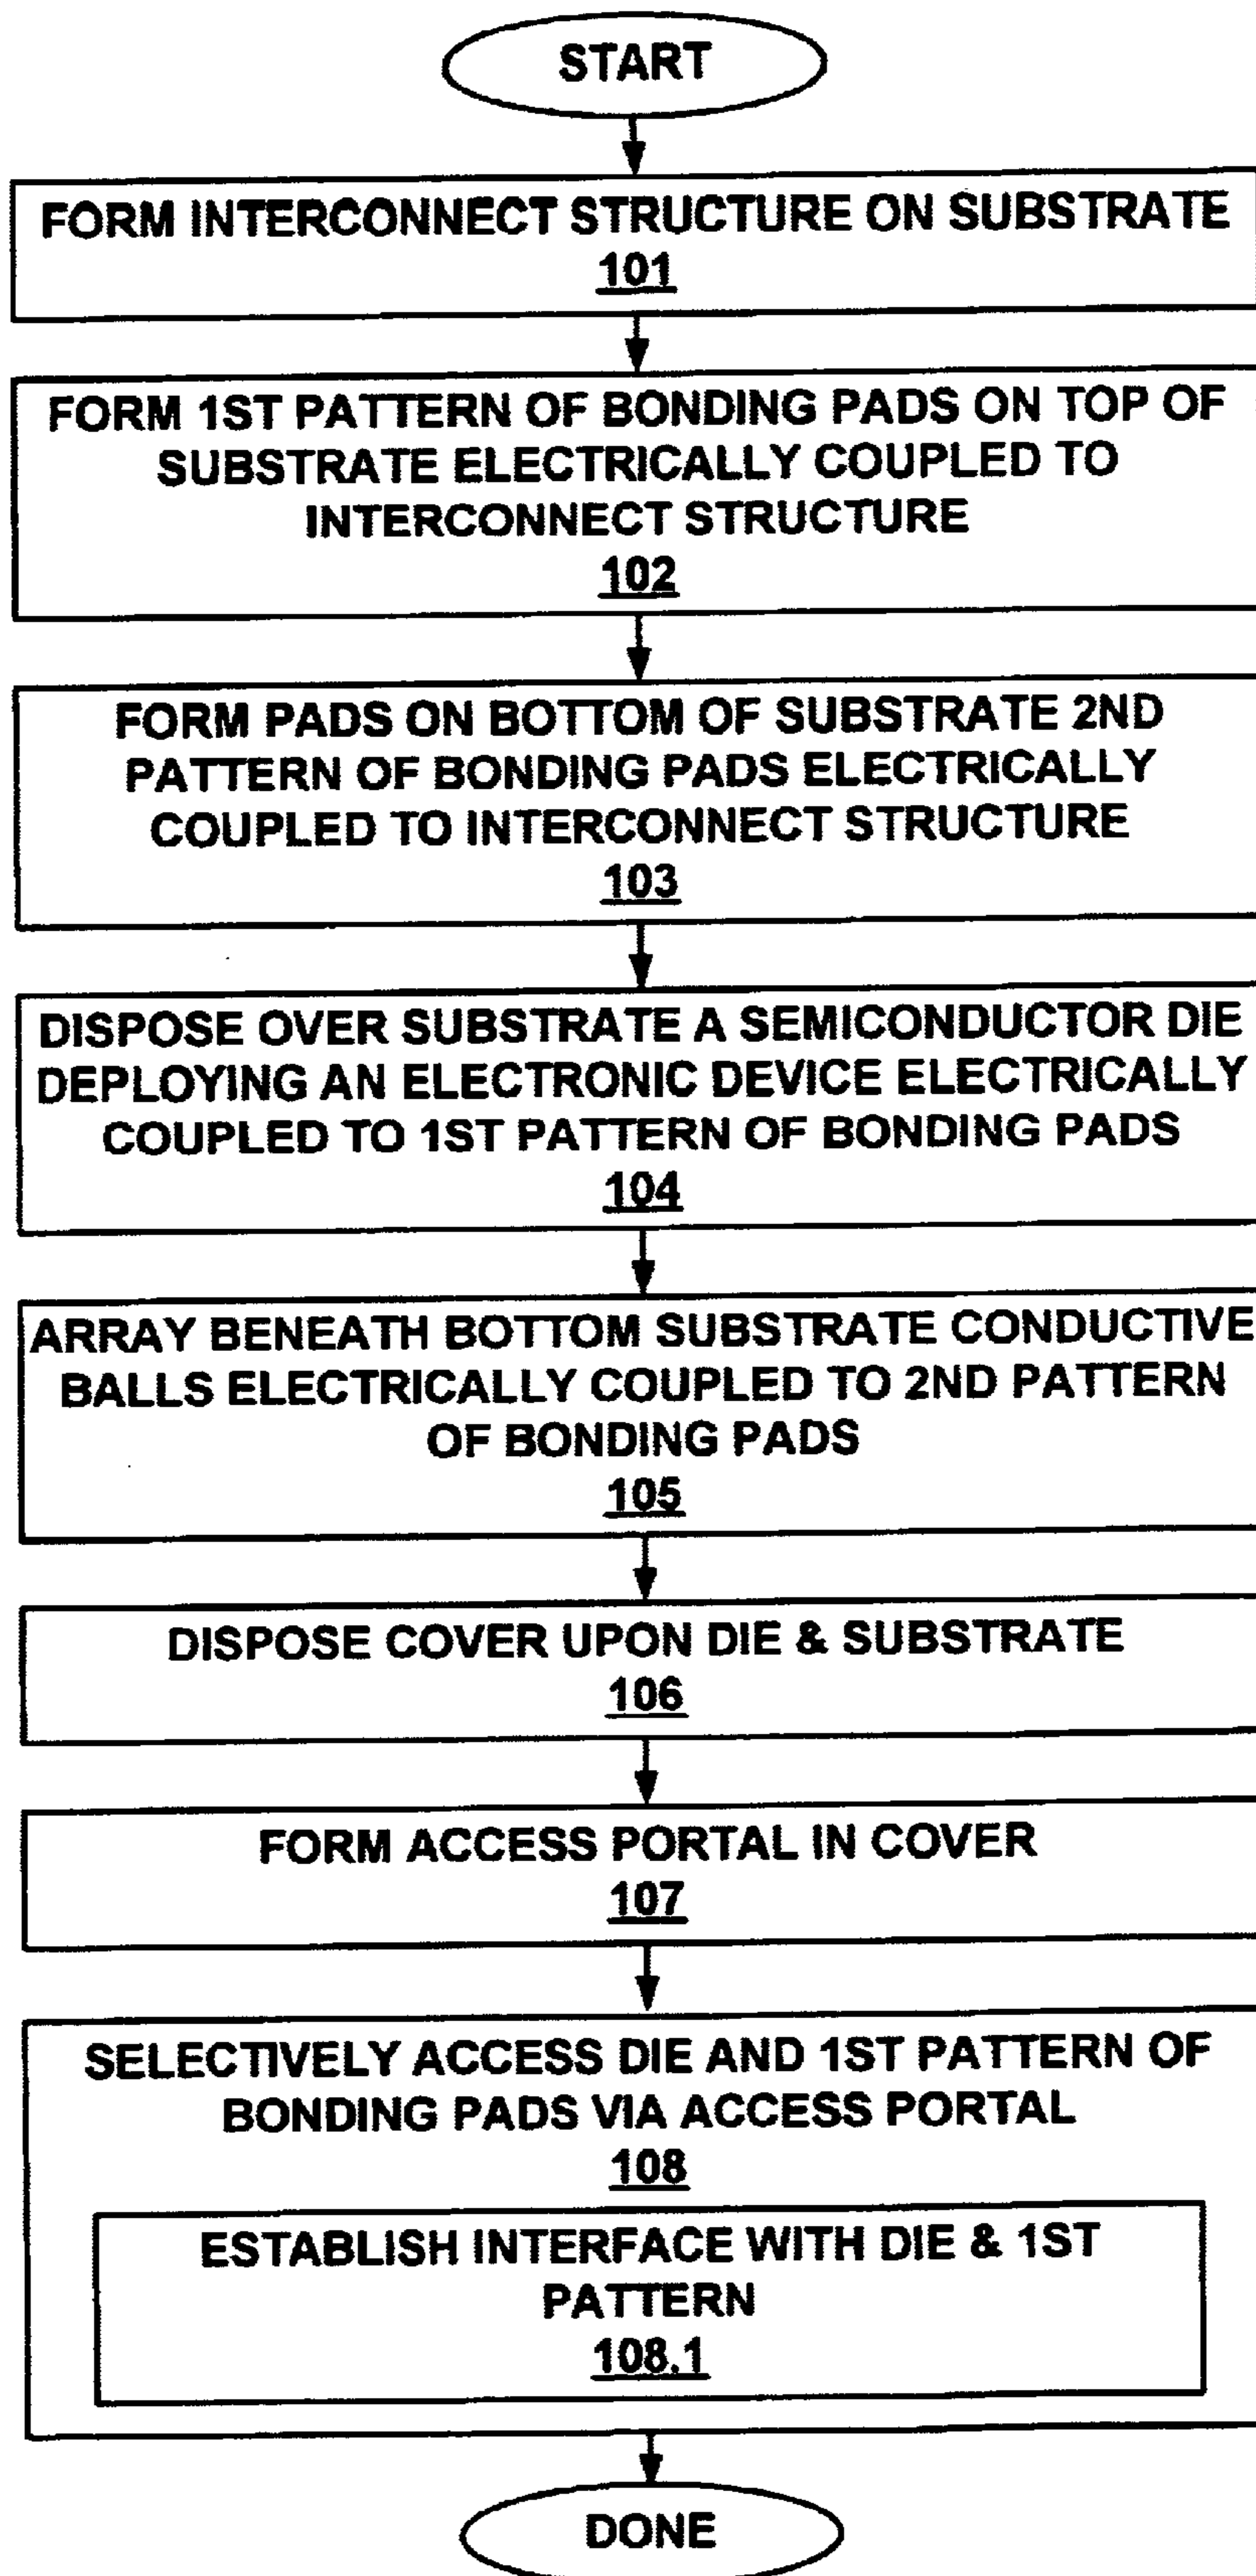 START
FORM INTERCONNECT STRUCTURE ON SUBSTRATE
101
FORM 1ST PATTERN OF BONDING PADS ON TOP OF
SUBSTRATE ELECTRICALLY COUPLED TO
INTERCONNECT STRUCTURE
102
FORM PADS ON BOTTOM OF SUBSTRATE 2ND
PATTERN OF BONDING PADS ELECTRICALLY
COUPLED TO INTERCONNECT STRUCTURE
103
DISPOSE OVER SUBSTRATE A SEMICONDUCTOR DIE
DEPLOYING AN ELECTRONIC DEVICE ELECTRICALLY
COUPLED TO 1ST PATTERN OF BONDING PADS
104
ARRAY BENEATH BOTTOM SUBSTRATE CONDUCTIVE
BALLS ELECTRICALLY COUPLED TO 2ND PATTERN
OF BONDING PADS
105
DISPOSE COVER UPON DIE & SUBSTRATE
106
FORM ACCESS PORTAL IN COVER
107
SELECTIVELY ACCESS DIE AND 1ST PATTERN OF
BONDING PADS VIA ACCESS PORTAL
108
ESTABLISH INTERFACE WITH DIE & 1ST
PATTERN
108.1
DONE